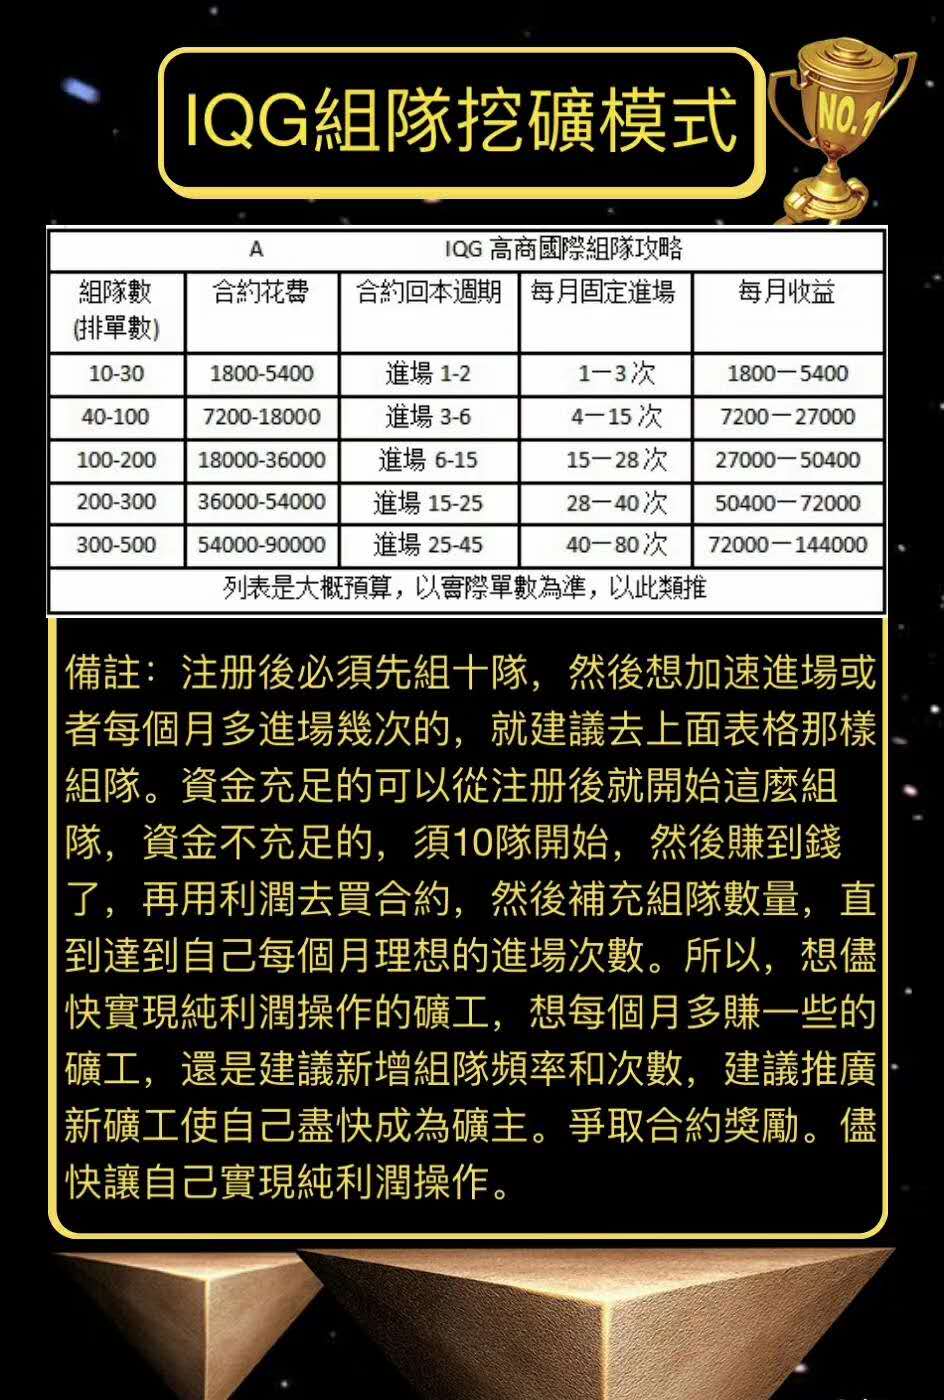 IQG組隊挖礦模式
NO.1
A IQG 高商國際組隊攻略
組隊數(排單數) 合約花費 合約回本週期 每月固定進場 每月收益
10-30 1800-5400 進場 1-2 1一3 次 1800一5400
40-100 7200-18000 進場 3-6 4一15 次 7200一27000
100-200 18000-36000 進場 6-15 15一28 次 27000一50400
200-300 36000-54000 進場 15-25 28一40 次 50400一72000
300-500 54000-90000 進場 25-45 40一80 次 72000一144000
列表是大概預算，以實際單數為準，以此類推
備註：注册後必須先組十隊，然後想加速進場或
者每個月多進場幾次的，就建議去上面表格那樣
組隊。資金充足的可以從注册後就開始這麼組
隊，資金不充足的，須10隊開始，然後賺到錢
了，再用利潤去買合約，然後補充組隊數量，直
到達到自己每個月理想的進場次數。所以，想儘
快實現純利潤操作的礦工，想每個月多賺一些的
礦工，還是建議新增組隊頻率和次數，建議推廣
新礦工使自己盡快成為礦主。爭取合約獎勵。儘
快讓自己實現純利潤操作。